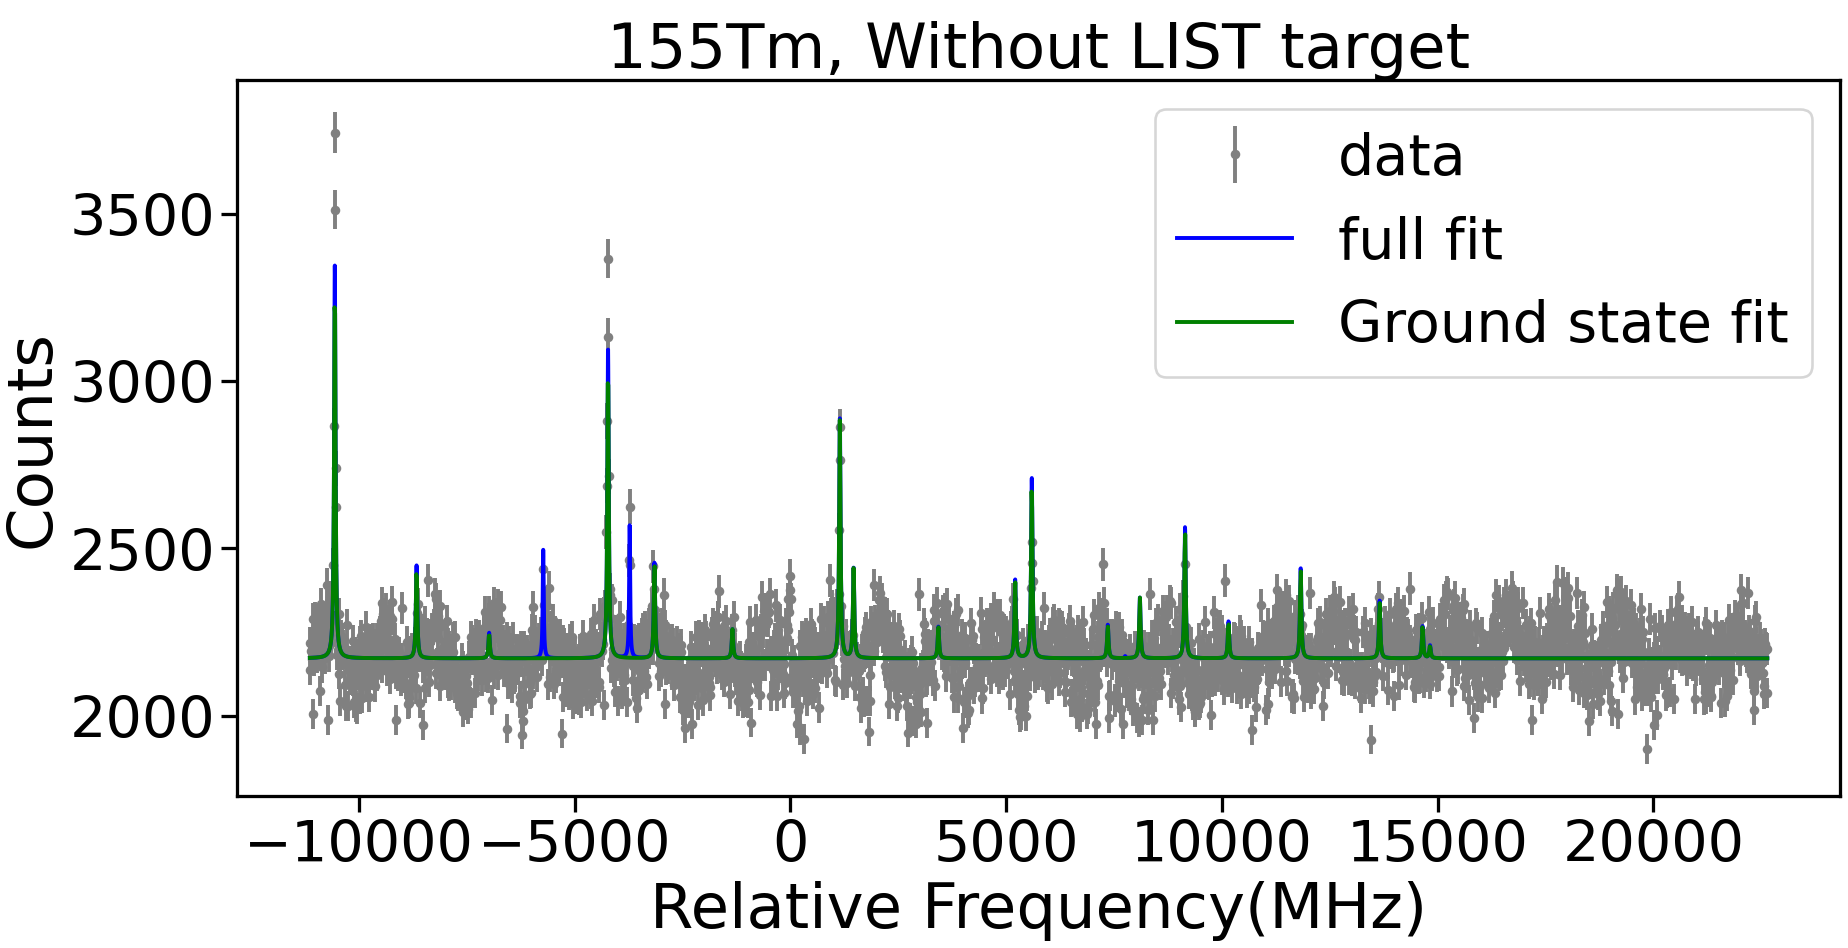 155Tm, Without LIST target
data
full fit
Ground state fit
Counts
3500
3000
2500
2000
−10000 −5000 0 5000 10000 15000 20000
Relative Frequency(MHz)